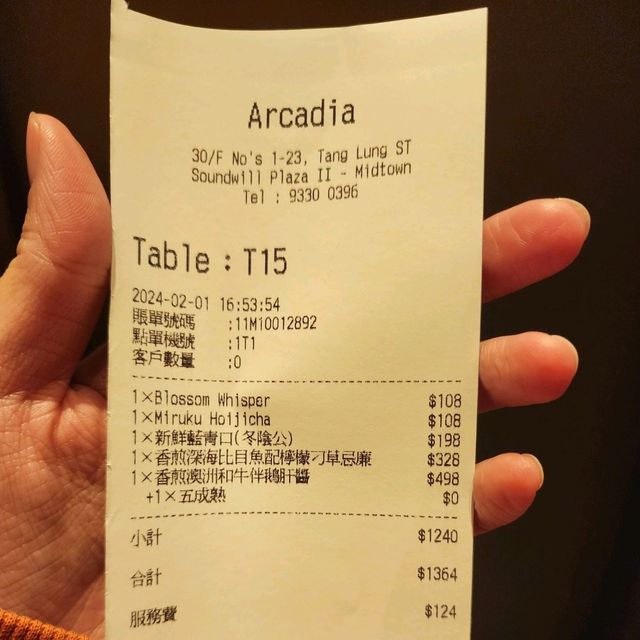 Arcadia
30/F No's 1-23, Tang Lung ST
Soundwill Plaza II - Midtown
Tel : 9330 0396
Table : T15
2024-02-01 16:53:54
賬單號碼 :11M10012892
點單機號 :1T1
客戶數量 :0
1×Blossom Whisper $108
1×Miruku Hoijicha $108
1×新鮮藍青口(冬陰公) $198
1×香煎深海比目魚配檸檬刁草忌廉 $328
1×香煎澳洲和牛伴鵝肝醬 $498
+1×五成熟 $0
小計 $1240
合計 $1364
服務費 $124